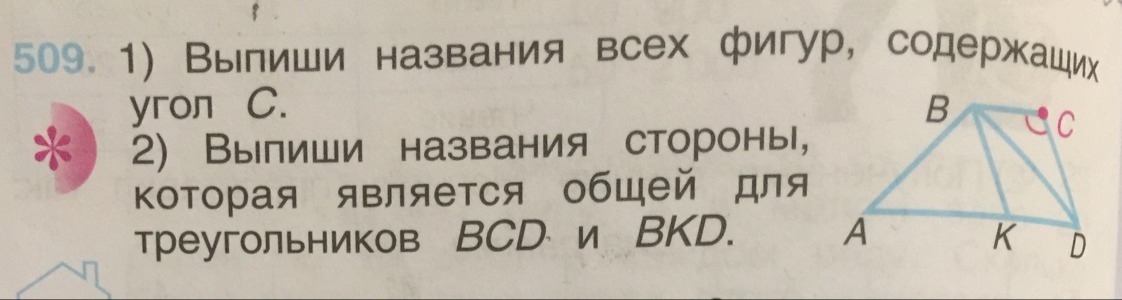 509. 1) Выпиши названия всех фигур, содержащих
угол C.
2) Выпиши названия стороны,
которая является общей для
треугольников BCD и BKD.
B
C
A
K
D